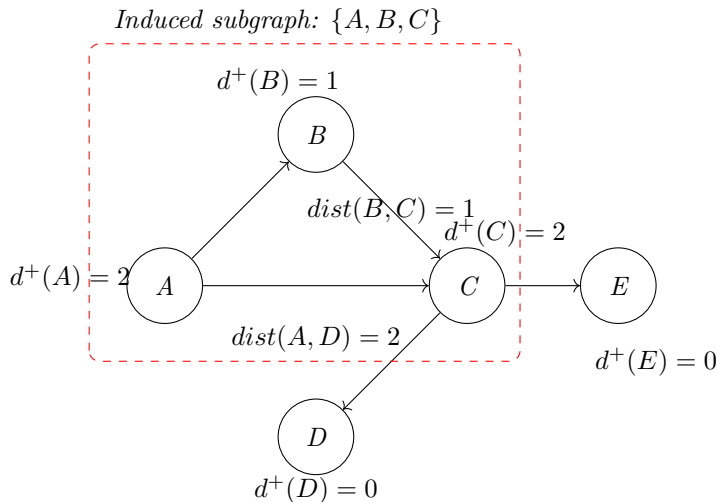 Induced subgraph: {A, B, C}
d⁺(B) = 1
B
dist(B, C) = 1
d⁺(C) = 2
d⁺(A) = 2
A
C
E
dist(A, D) = 2
d⁺(E) = 0
D
d⁺(D) = 0